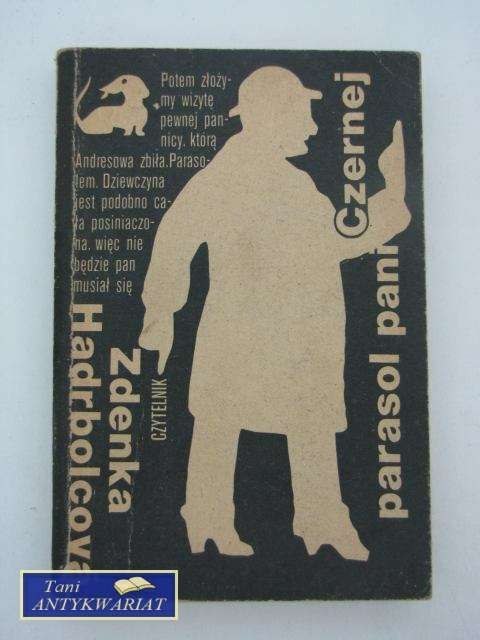 Potem złoży-
my wizytę
pewnej pan-
nicy, którą
Andresowa zbiła. Paraso-
lem. Dziewczyna
jest podobno ca-
ła posiniaczo-
na, więc nie
będzie pan
musiał się
Zdenka
Hadrbolcova
CZYTELNIK
parasol pani Czernej
Tani
ANTYKWARIAT